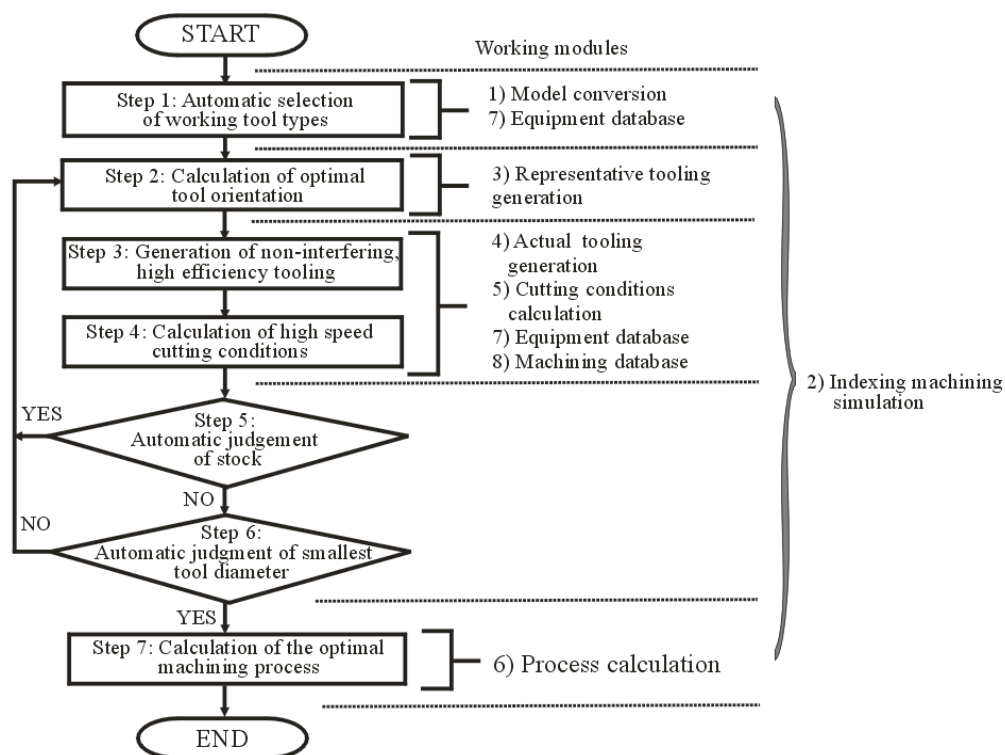 START
Working modules
Step 1: Automatic selection
of working tool types
1) Model conversion
7) Equipment database
Step 2: Calculation of optimal
tool orientation
3) Representative tooling
generation
Step 3: Generation of non-interfering,
high efficiency tooling
4) Actual tooling
generation
5) Cutting conditions
calculation
7) Equipment database
8) Machining database
Step 4: Calculation of high speed
cutting conditions
2) Indexing machining
simulation
YES
Step 5:
Automatic judgement
of stock
NO
NO
Step 6:
Automatic judgment of smallest
tool diameter
YES
Step 7: Calculation of the optimal
machining process
6) Process calculation
END